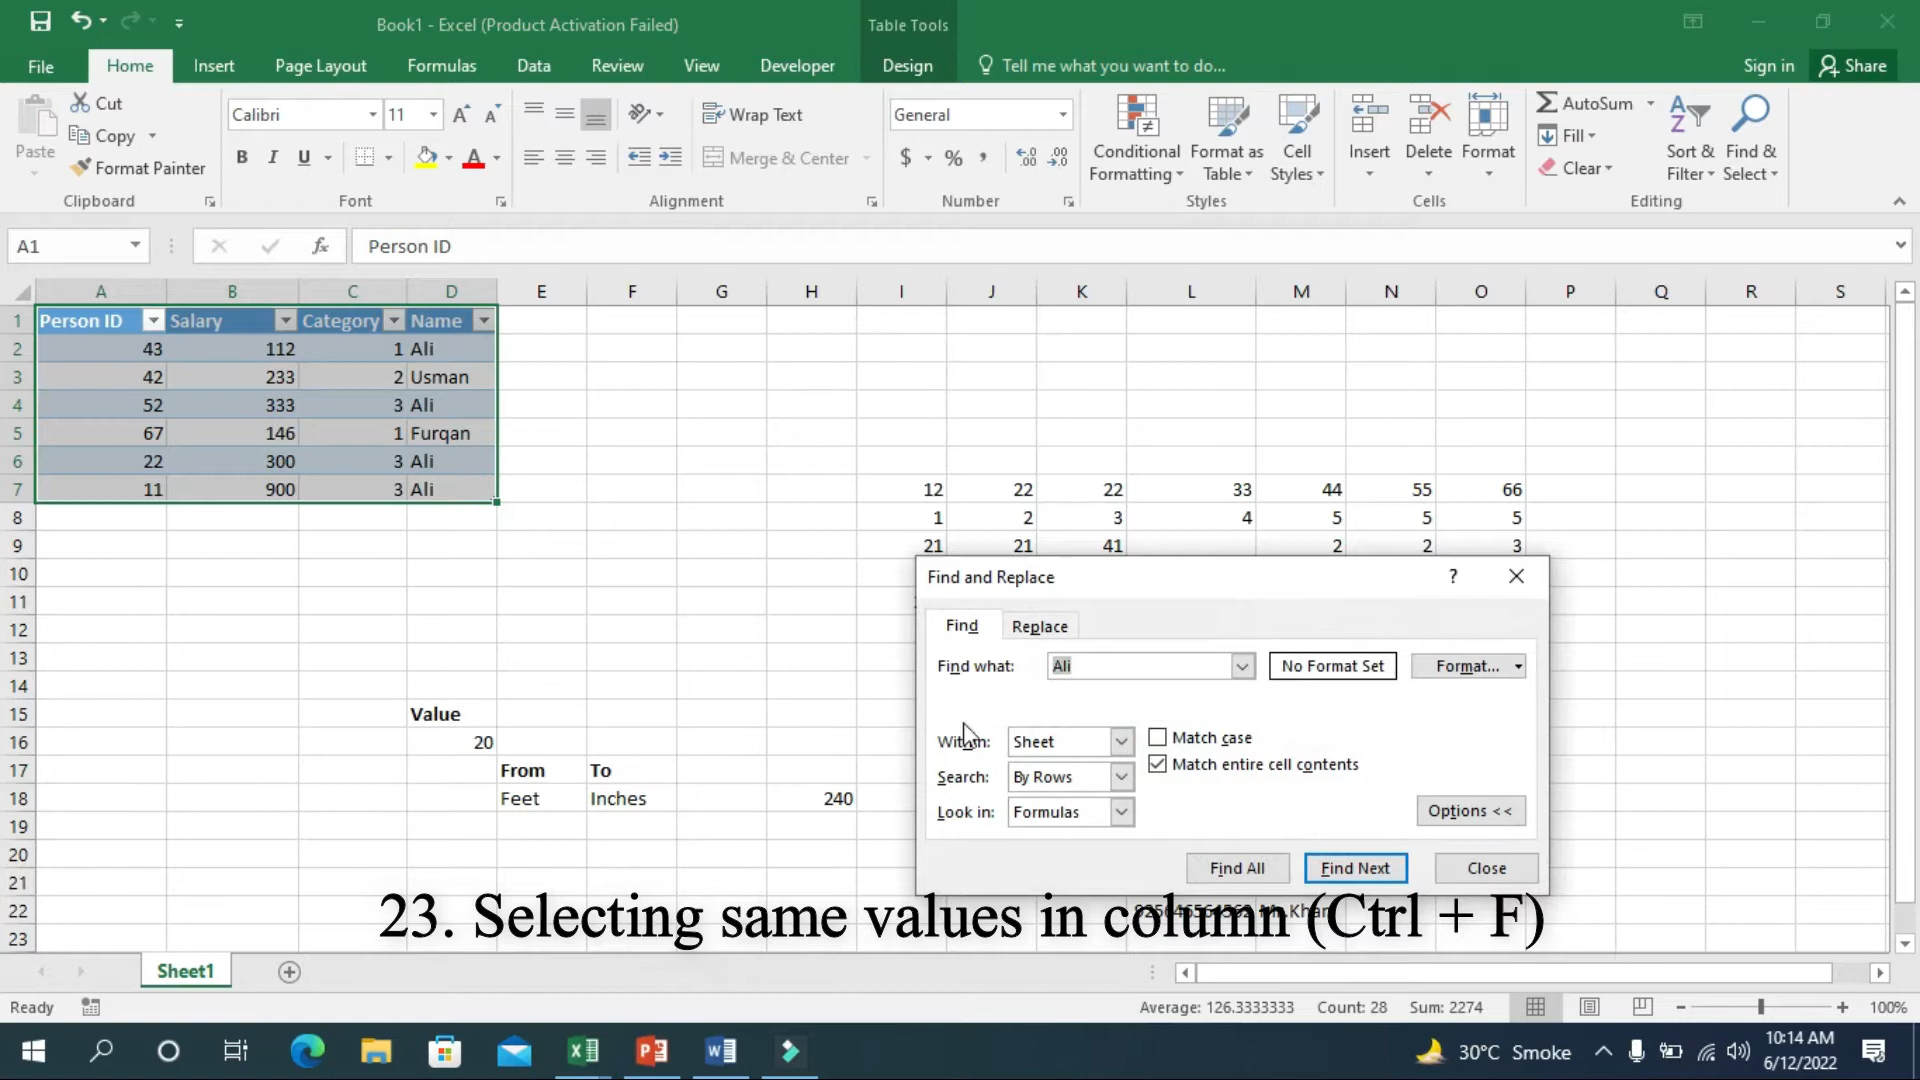 Book1 - Excel (Product Activation Failed)
Table Tools
File Home Insert Page Layout Formulas Data Review View Developer Design Tell me what you want to do... Sign in Share
Paste
Cut
Copy
Format Painter
Clipboard
Calibri 11
B I U
Font
Wrap Text
Merge & Center
Alignment
General
$ % ,
Number
Conditional Formatting
Format as Table
Cell Styles
Styles
Insert Delete Format
Cells
AutoSum
Fill
Clear
Sort & Filter
Find & Select
Editing
A1 fx Person ID
A B C D E F G H I J K L M N O P Q R S
1 Person ID Salary Category Name
2 43 112 1 Ali
3 42 233 2 Usman
4 52 333 3 Ali
5 67 146 1 Furqan
6 22 300 3 Ali
7 11 900 3 Ali 12 22 22 33 44 55 66
8 1 2 3 4 5 5 5
9 21 21 41 2 2 3
10
11
12
13
14
15 Value
16 20
17 From To
18 Feet Inches 240
19
20
21
22
23
Find and Replace ?
Find Replace
Find what: Ali No Format Set Format...
Within: Sheet Match case
Search: By Rows Match entire cell contents
Look in: Formulas
Options <<
Find All Find Next Close
23. Selecting same values in column (Ctrl + F)
Sheet1
Ready Average: 126.3333333 Count: 28 Sum: 2274 100%
30°C Smoke 10:14 AM
6/12/2022